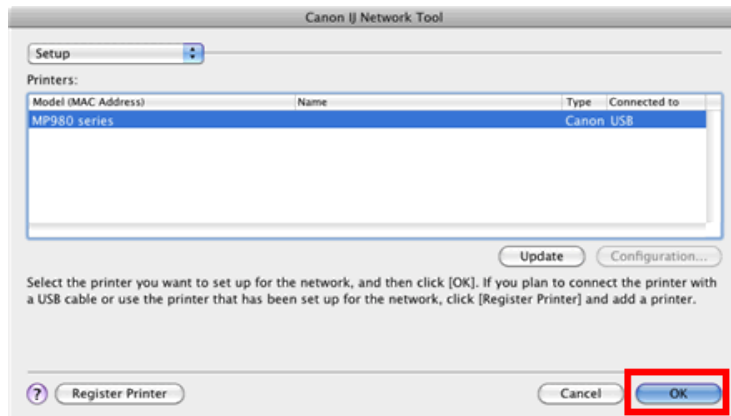 Canon IJ Network Tool
Setup
Printers:
Model (MAC Address) Name Type Connected to
MP980 series Canon USB
Update Configuration...
Select the printer you want to set up for the network, and then click [OK]. If you plan to connect the printer with
a USB cable or use the printer that has been set up for the network, click [Register Printer] and add a printer.
? Register Printer Cancel OK